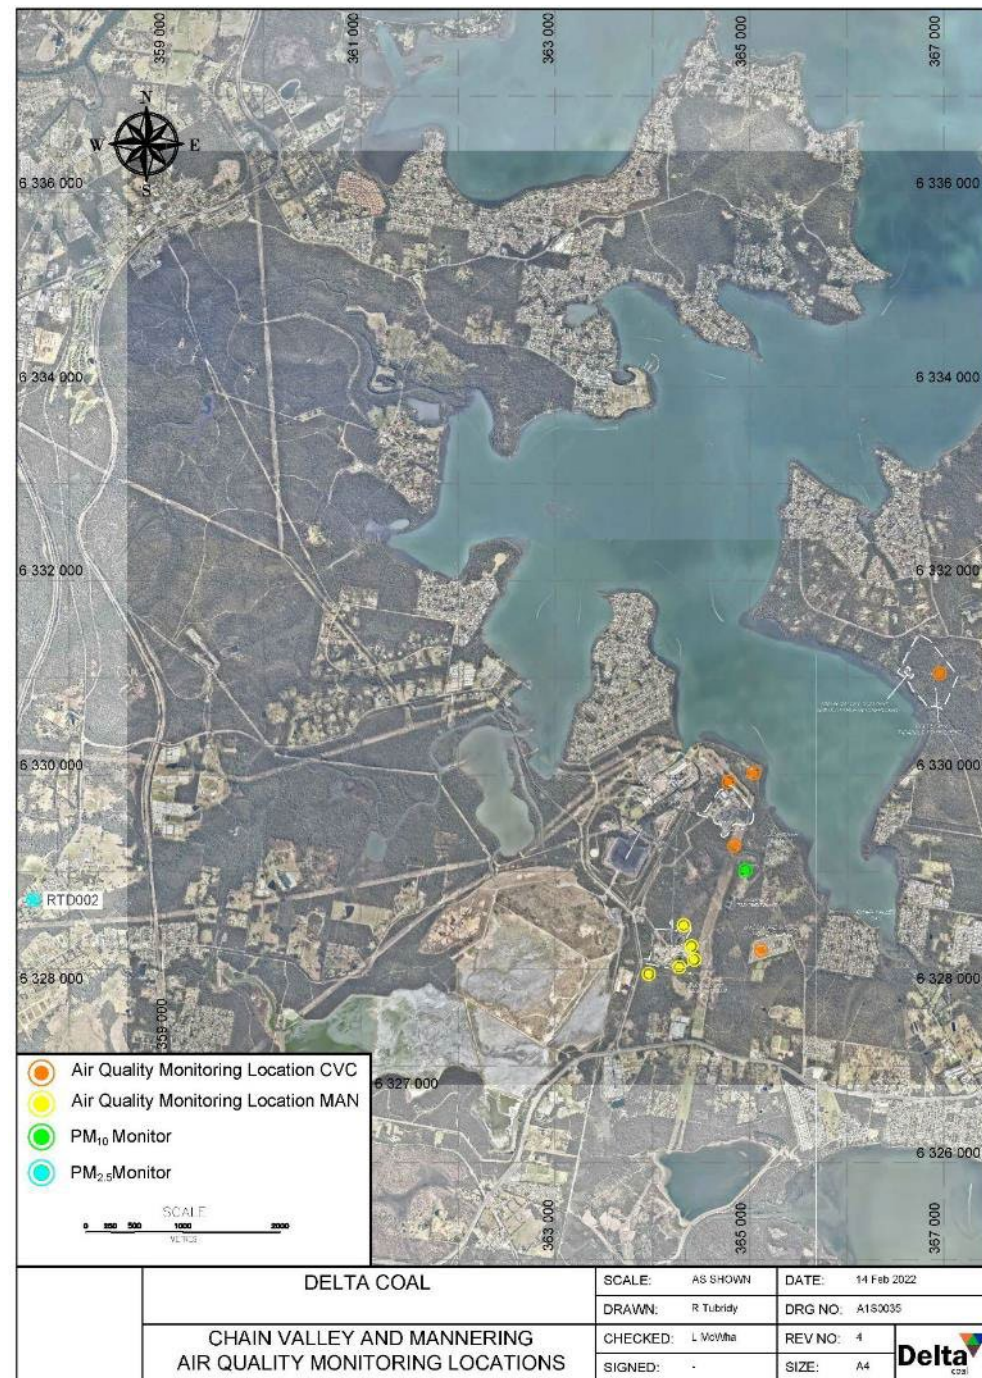 359 000
361 000
363 000
365 000
367 000
N
W E
S
6 336 000
6 336 000
6 334 000
6 334 000
6 332 000
6 332 000
6 330 000
6 330 000
RTD002
6 328 000
6 328 000
359 000
6 327 000
6 326 000
363 000
365 000
367 000
Air Quality Monitoring Location CVC
Air Quality Monitoring Location MAN
PM10 Monitor
PM2.5Monitor
SCALE
0 250 500 1000 2000
METRES
DELTA COAL
CHAIN VALLEY AND MANNERING
AIR QUALITY MONITORING LOCATIONS
SCALE: AS SHOWN
DATE: 14 Feb 2022
DRAWN: R Tubridy
DRG NO: A1S0035
CHECKED: L McWha
REV NO: 4
SIGNED: -
SIZE: A4
Delta
coal